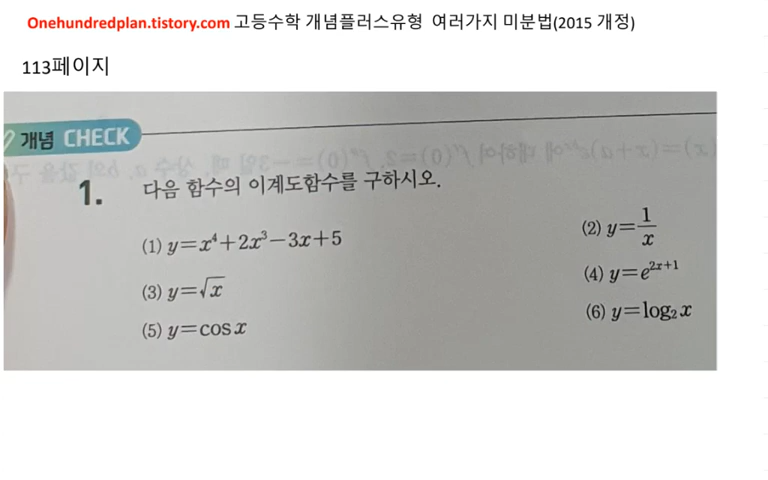 Onehundredplan.tistory.com 고등수학 개념플러스유형 여러가지 미분법(2015 개정)
113페이지
개념 CHECK
1. 다음 함수의 이계도함수를 구하시오.
(1) y=x⁴+2x³-3x+5
(2) y=1/x
(3) y=√x
(4) y=e²ˣ⁺¹
(5) y=cos x
(6) y=log₂x